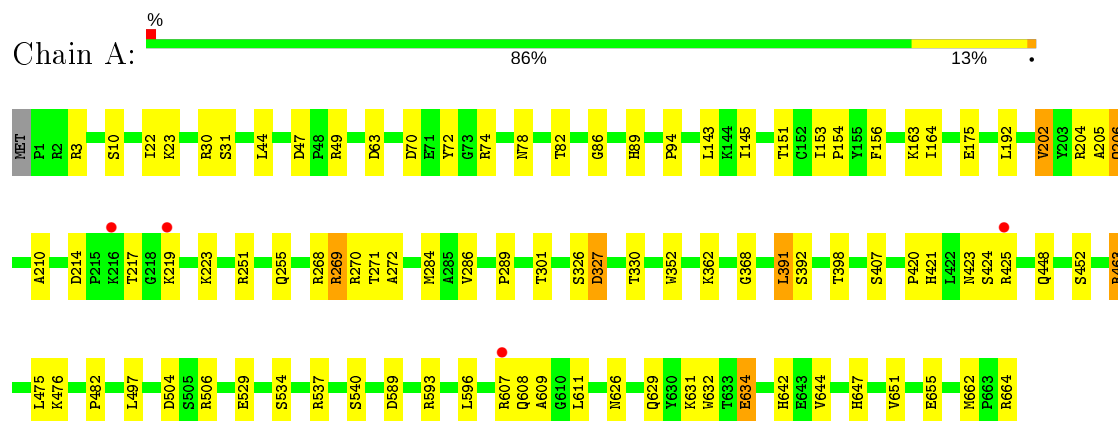 %
Chain A:
86% 13% •
MET P1 R2 R3 S10 I22 K23 R30 S31 L44 D47 P48 R49 D63 D70 E71 Y72 G73 R74 N78 T82 G86 H89 P94 L143 K144 I145 T151 C152 I153 P154 Y155 F156 K163 I164 E175 L192 V202 Y203 R204 A205
A210 D214 P215 K216 T217 G218 K219 K223 R251 Q255 R268 R269 R270 T271 A272 M284 A285 V286 P289 T301 S326 D327 T330 W352 K362 G368 L391 S392 T398 S407 P420 H421 L422 N423 S424 R425 Q448 S452
L475 K476 P482 L497 D504 S505 R506 E529 S534 R537 S540 D589 R593 L596 R607 Q608 A609 G610 L611 N626 Q629 Y630 K631 W632 T633 E634 H642 E643 V644 H647 V651 E655 M662 P663 R664